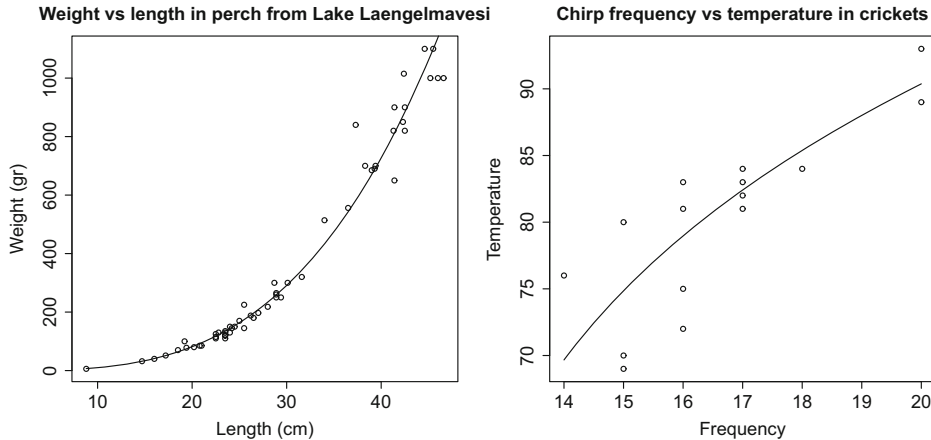 Weight vs length in perch from Lake Laengelmavesi
Weight (gr)
0 200 400 600 800 1000
10 20 30 40
Length (cm)
Chirp frequency vs temperature in crickets
Temperature
70 75 80 85 90
14 15 16 17 18 19 20
Frequency